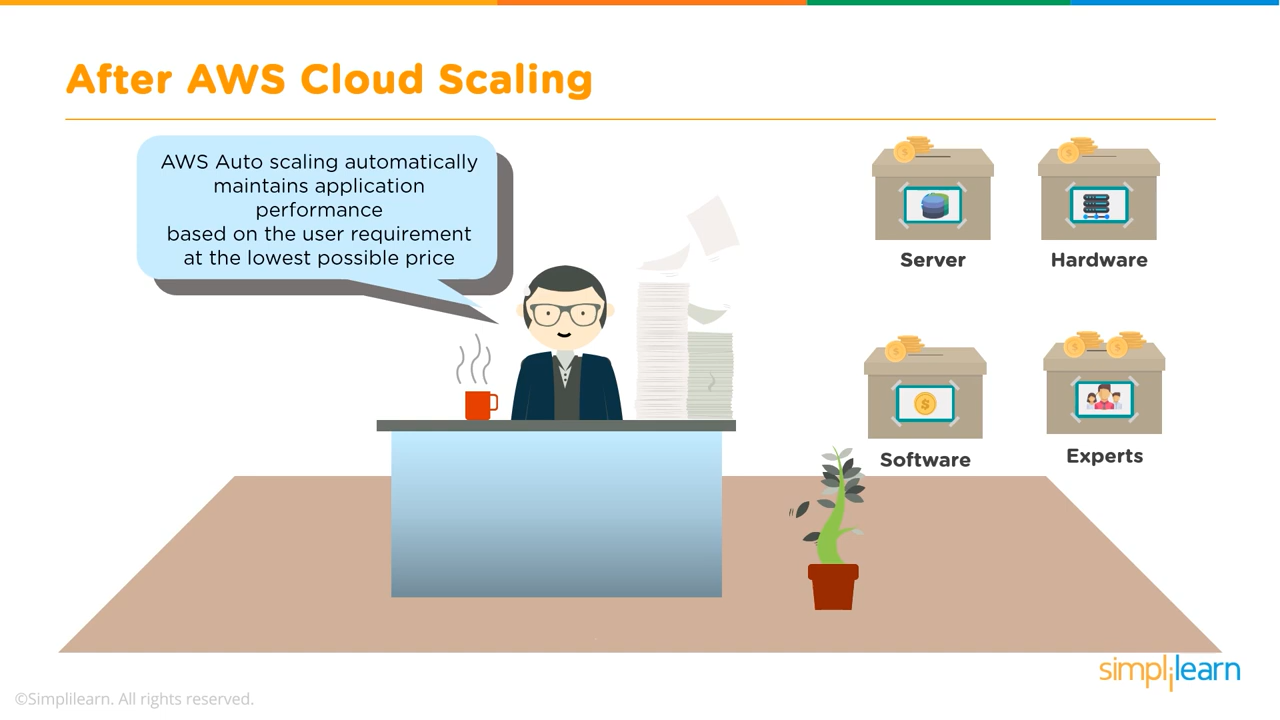 After AWS Cloud Scaling
AWS Auto scaling automatically
maintains application
performance
based on the user requirement
at the lowest possible price
Server
Hardware
Software
Experts
simplilearn
©Simplilearn. All rights reserved.